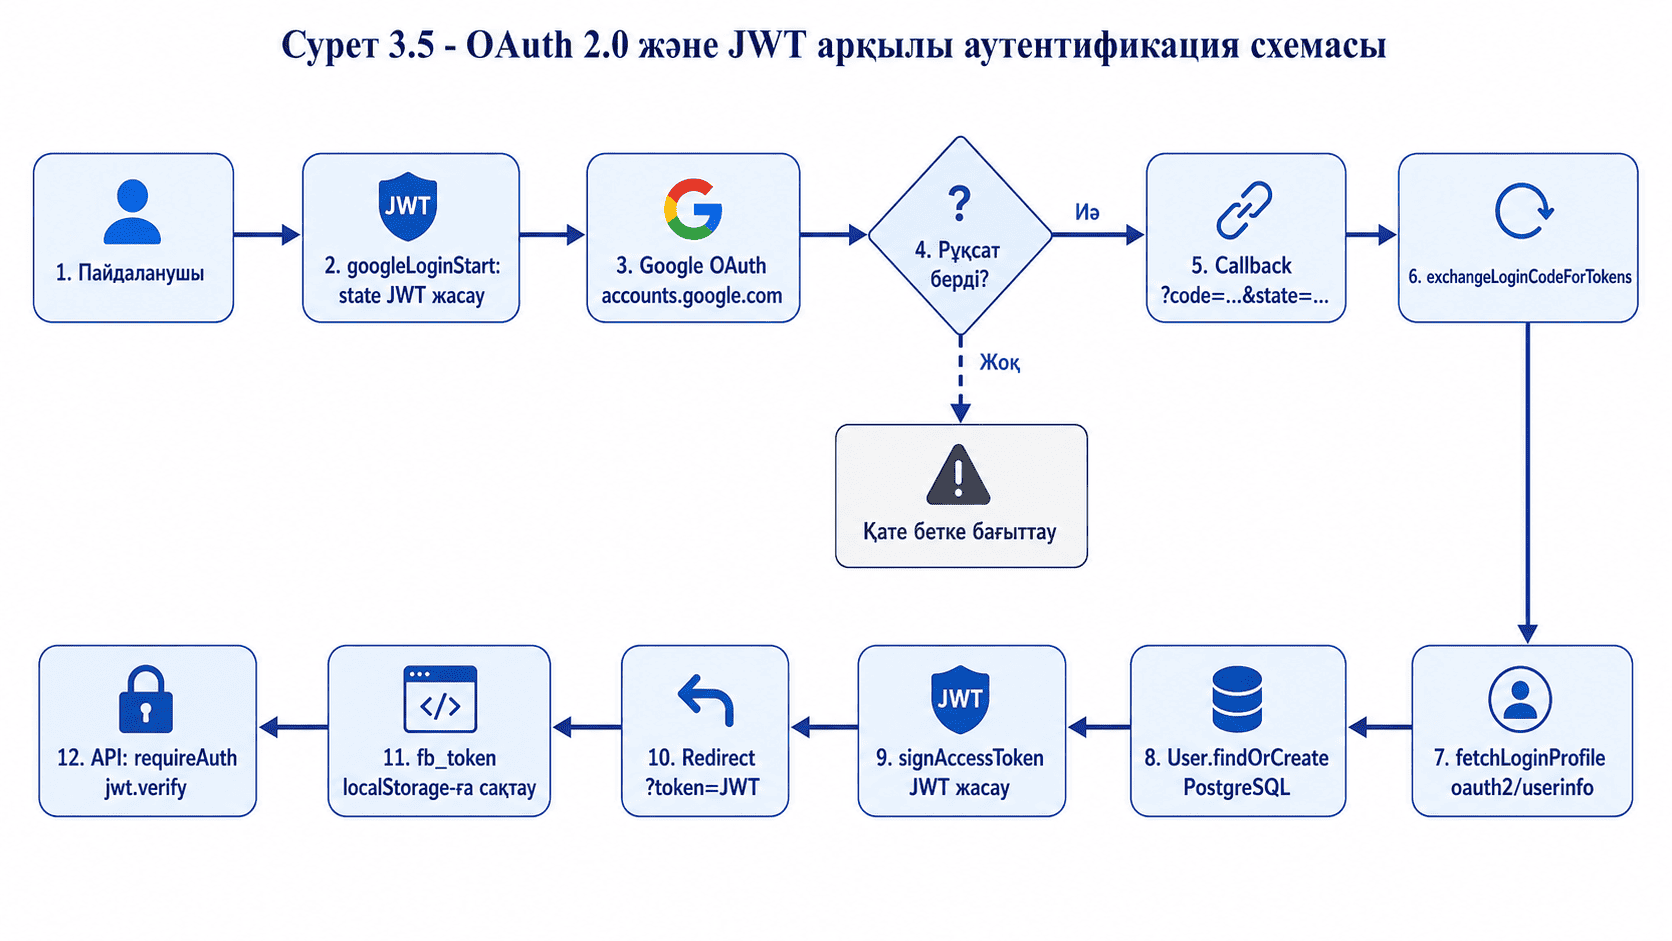 Сурет 3.5 - OAuth 2.0 және JWT арқылы аутентификация схемасы
1. Пайдаланушы
JWT
2. googleLoginStart:
state JWT жасау
3. Google OAuth
accounts.google.com
?
4. Рұқсат
берді?
Иә
5. Callback
?code=...&state=...
6. exchangeLoginCodeForTokens
Жоқ
Қате бетке бағыттау
12. API: requireAuth
jwt.verify
</>
11. fb_token
localStorage-ға сақтау
10. Redirect
?token=JWT
JWT
9. signAccessToken
JWT жасау
8. User.findOrCreate
PostgreSQL
7. fetchLoginProfile
oauth2/userinfo